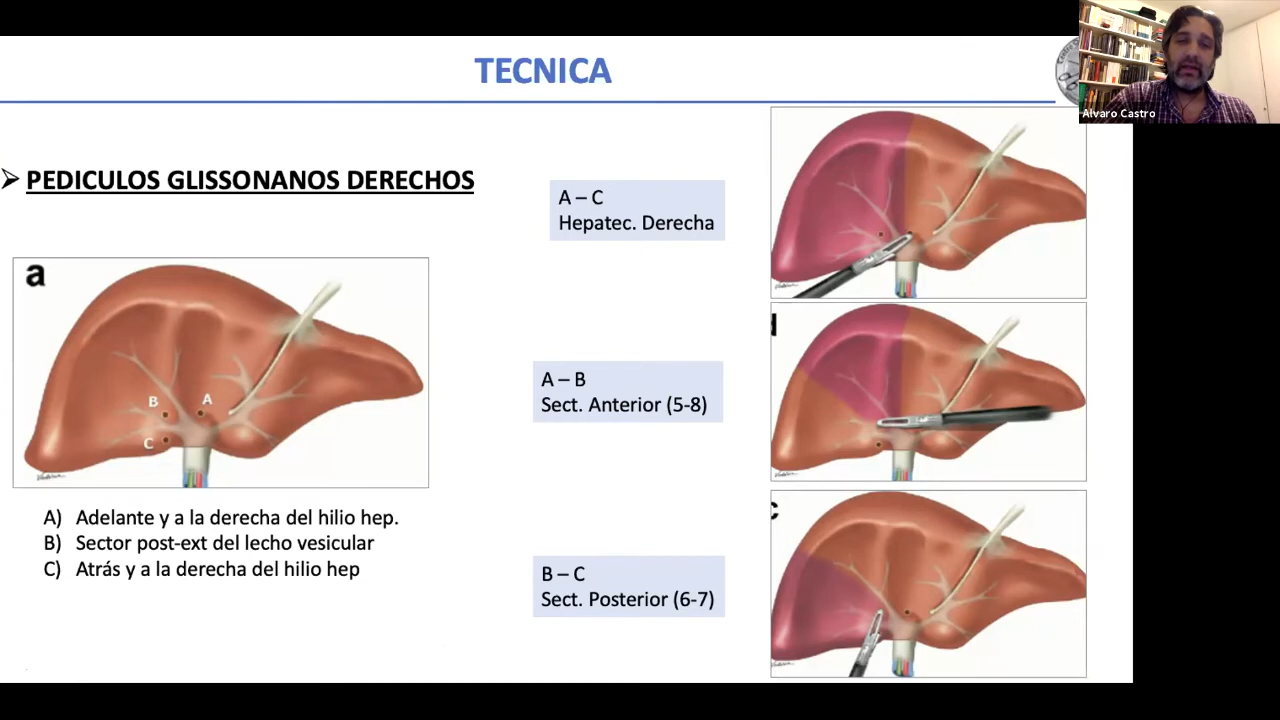 TECNICA
Alvaro Castro
➢ PEDICULOS GLISSONANOS DERECHOS
a
B
A
C
A) Adelante y a la derecha del hilio hep.
B) Sector post-ext del lecho vesicular
C) Atrás y a la derecha del hilio hep
A – C
Hepatec. Derecha
A – B
Sect. Anterior (5-8)
B – C
Sect. Posterior (6-7)
d
c